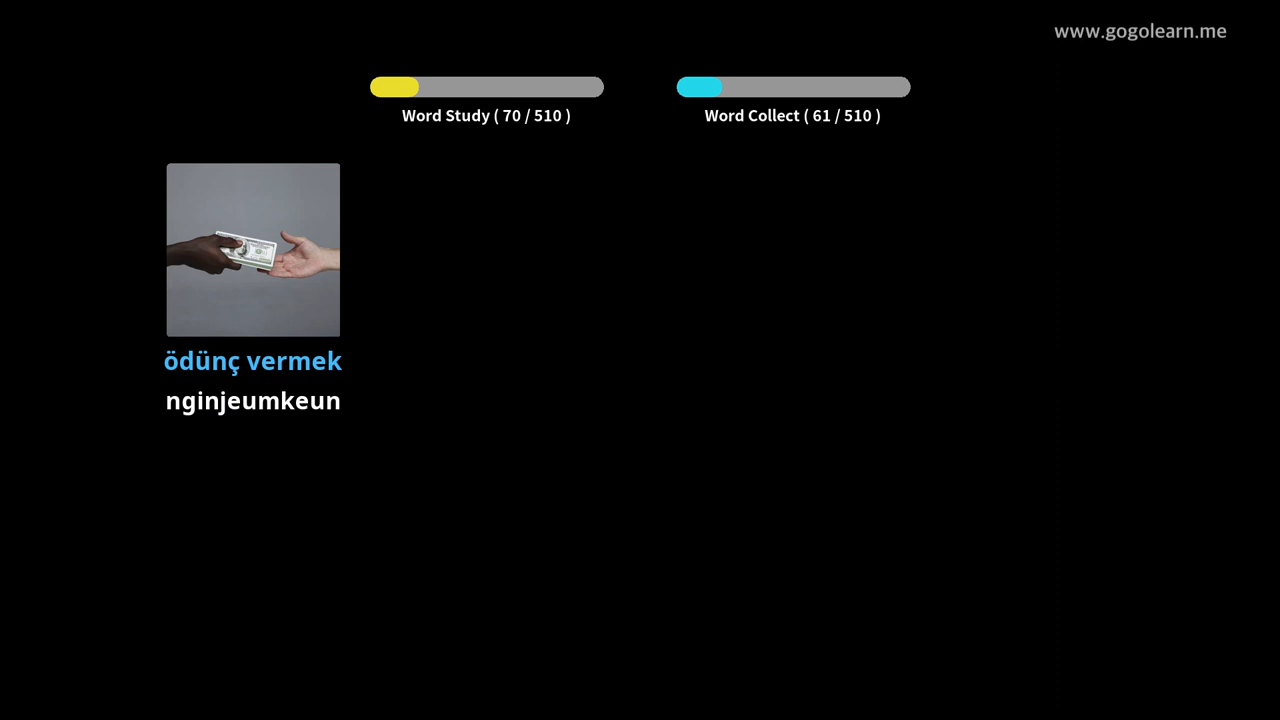 www.gogolearn.me
Word Study ( 70 / 510 )
Word Collect ( 61 / 510 )
ödünç vermek
nginjeumkeun